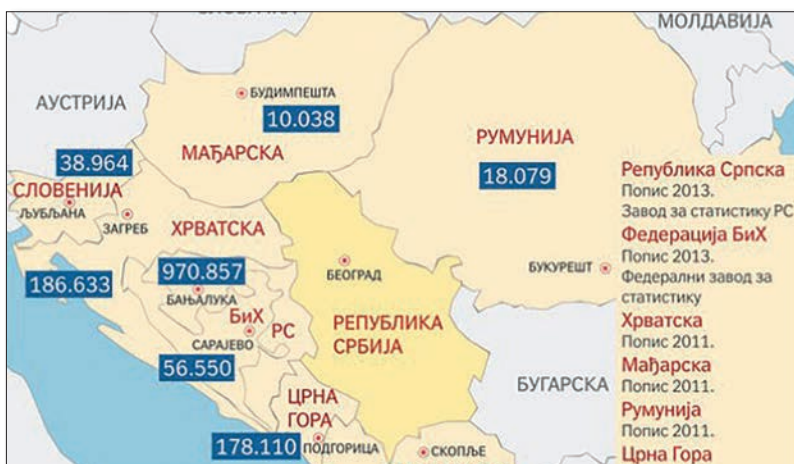 МОЛДАВИЈА
АУСТРИЈА
БУДИМПЕШТА
10.038
МАЂАРСКА
РУМУНИЈА
18.079
38.964
СЛОВЕНИЈА
ЉУБЉАНА
ЗАГРЕБ
ХРВАТСКА
186.633
970.857
БАЊАЛУКА
БиХ
РС
САРАЈЕВО
56.550
БЕОГРАД
РЕПУБЛИКА
СРБИЈА
БУКУРЕШТ
БУГАРСКА
ЦРНА
ГОРА
178.110
ПОДГОРИЦА
СКОПЉЕ
Република Српска
Попис 2013.
Завод за статистику РС
Федерација БиХ
Попис 2013.
Федерални завод за
статистику
Хрватска
Попис 2011.
Мађарска
Попис 2011.
Румунија
Попис 2011.
Црна Гора